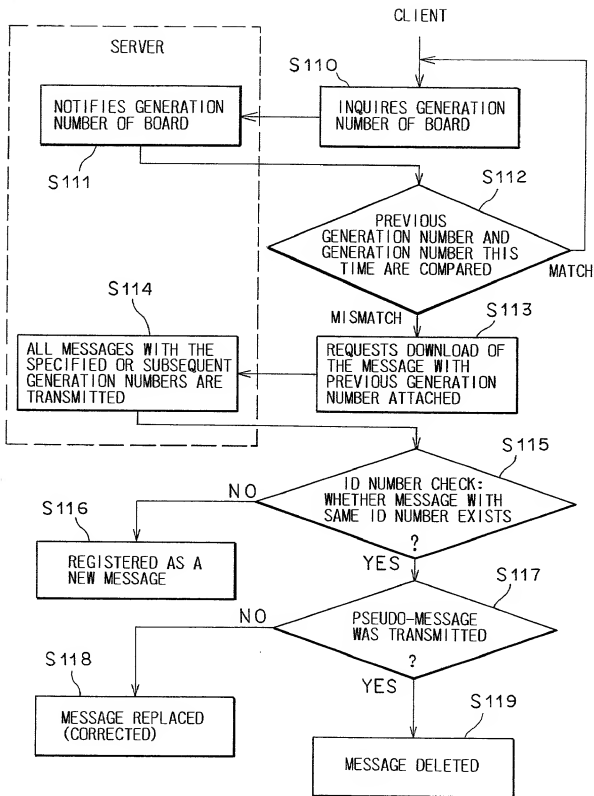 CLIENT
SERVER
S110
NOTIFIES GENERATION
NUMBER OF BOARD
INQUIRES GENERATION
NUMBER OF BOARD
S111
S112
PREVIOUS
GENERATION NUMBER AND
GENERATION NUMBER THIS
TIME ARE COMPARED
MATCH
S114
MISMATCH
S113
ALL MESSAGES WITH THE
SPECIFIED OR SUBSEQUENT
GENERATION NUMBERS ARE
TRANSMITTED
REQUESTS DOWNLOAD OF
THE MESSAGE WITH
PREVIOUS GENERATION
NUMBER ATTACHED
S115
ID NUMBER CHECK:
WHETHER MESSAGE WITH
SAME ID NUMBER EXISTS
?
NO
YES
S116
REGISTERED AS A
NEW MESSAGE
S117
PSEUDO-MESSAGE
WAS TRANSMITTED
?
NO
YES
S118
MESSAGE REPLACED
(CORRECTED)
S119
MESSAGE DELETED